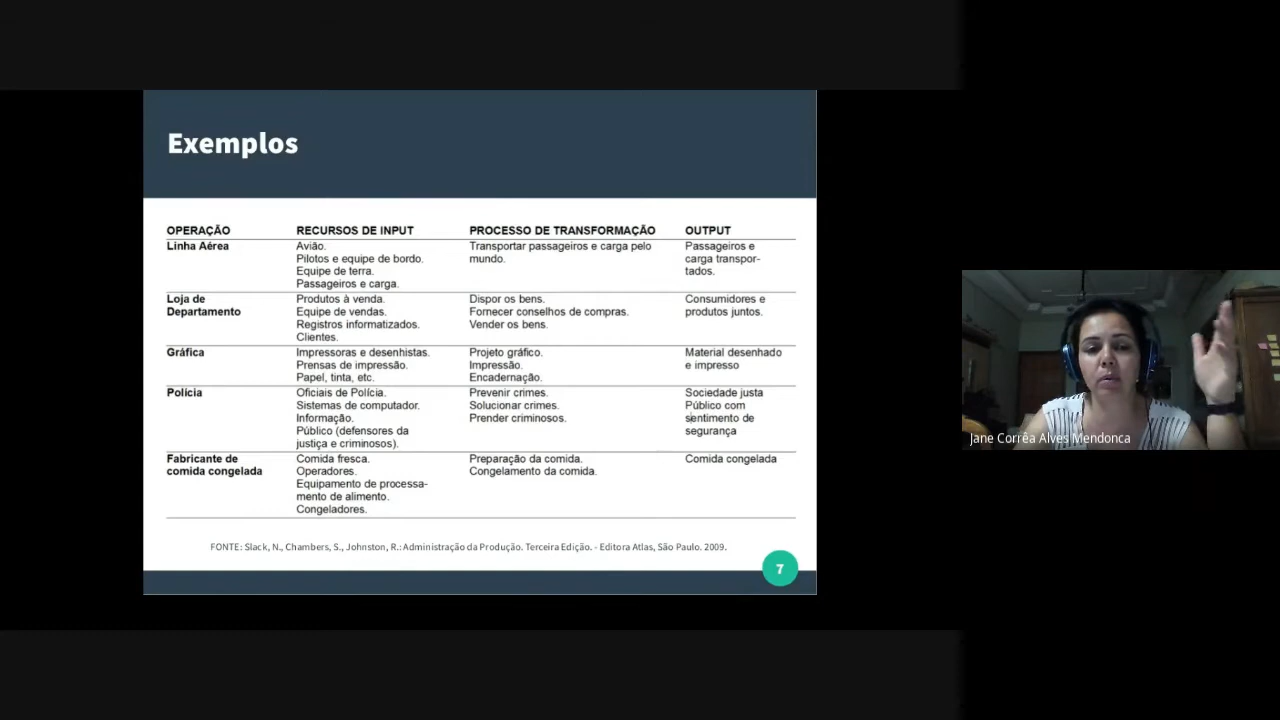 Exemplos
OPERAÇÃO RECURSOS DE INPUT PROCESSO DE TRANSFORMAÇÃO OUTPUT
Linha Aérea Avião. Transportar passageiros e carga pelo Passageiros e
Pilotos e equipe de bordo. mundo. carga transpor-
Equipe de terra. tados.
Passageiros e carga.
Loja de Produtos à venda. Dispor os bens. Consumidores e
Departamento Equipe de vendas. Fornecer conselhos de compras. produtos juntos.
Registros informatizados. Vender os bens.
Clientes.
Gráfica Impressoras e desenhistas. Projeto gráfico. Material desenhado
Prensas de impressão. Impressão. e impresso
Papel, tinta, etc. Encadernação.
Polícia Oficiais de Polícia. Prevenir crimes. Sociedade justa
Sistemas de computador. Solucionar crimes. Público com
Informação. Prender criminosos. sentimento de
Público (defensores da segurança
justiça e criminosos).
Fabricante de Comida fresca. Preparação da comida. Comida congelada
comida congelada Operadores. Congelamento da comida.
Equipamento de processa-
mento de alimento.
Congeladores.
FONTE: Slack, N., Chambers, S., Johnston, R.: Administração da Produção. Terceira Edição. - Editora Atlas, São Paulo. 2009.
7
Jane Corrêa Alves Mendonca